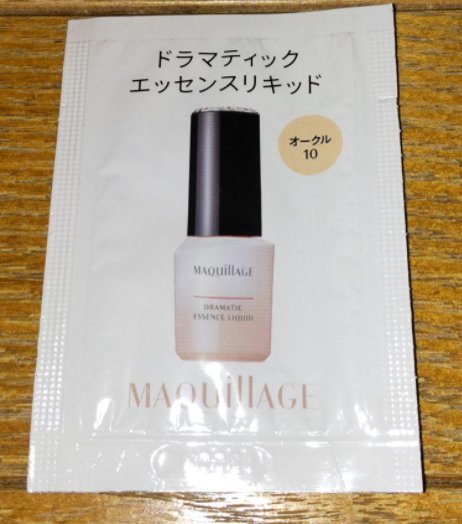 ドラマティック
エッセンスリキッド
オークル
10
MAQuillAGE
DRAMATIC
ESSENCE LIQUID
MAQuillAGE